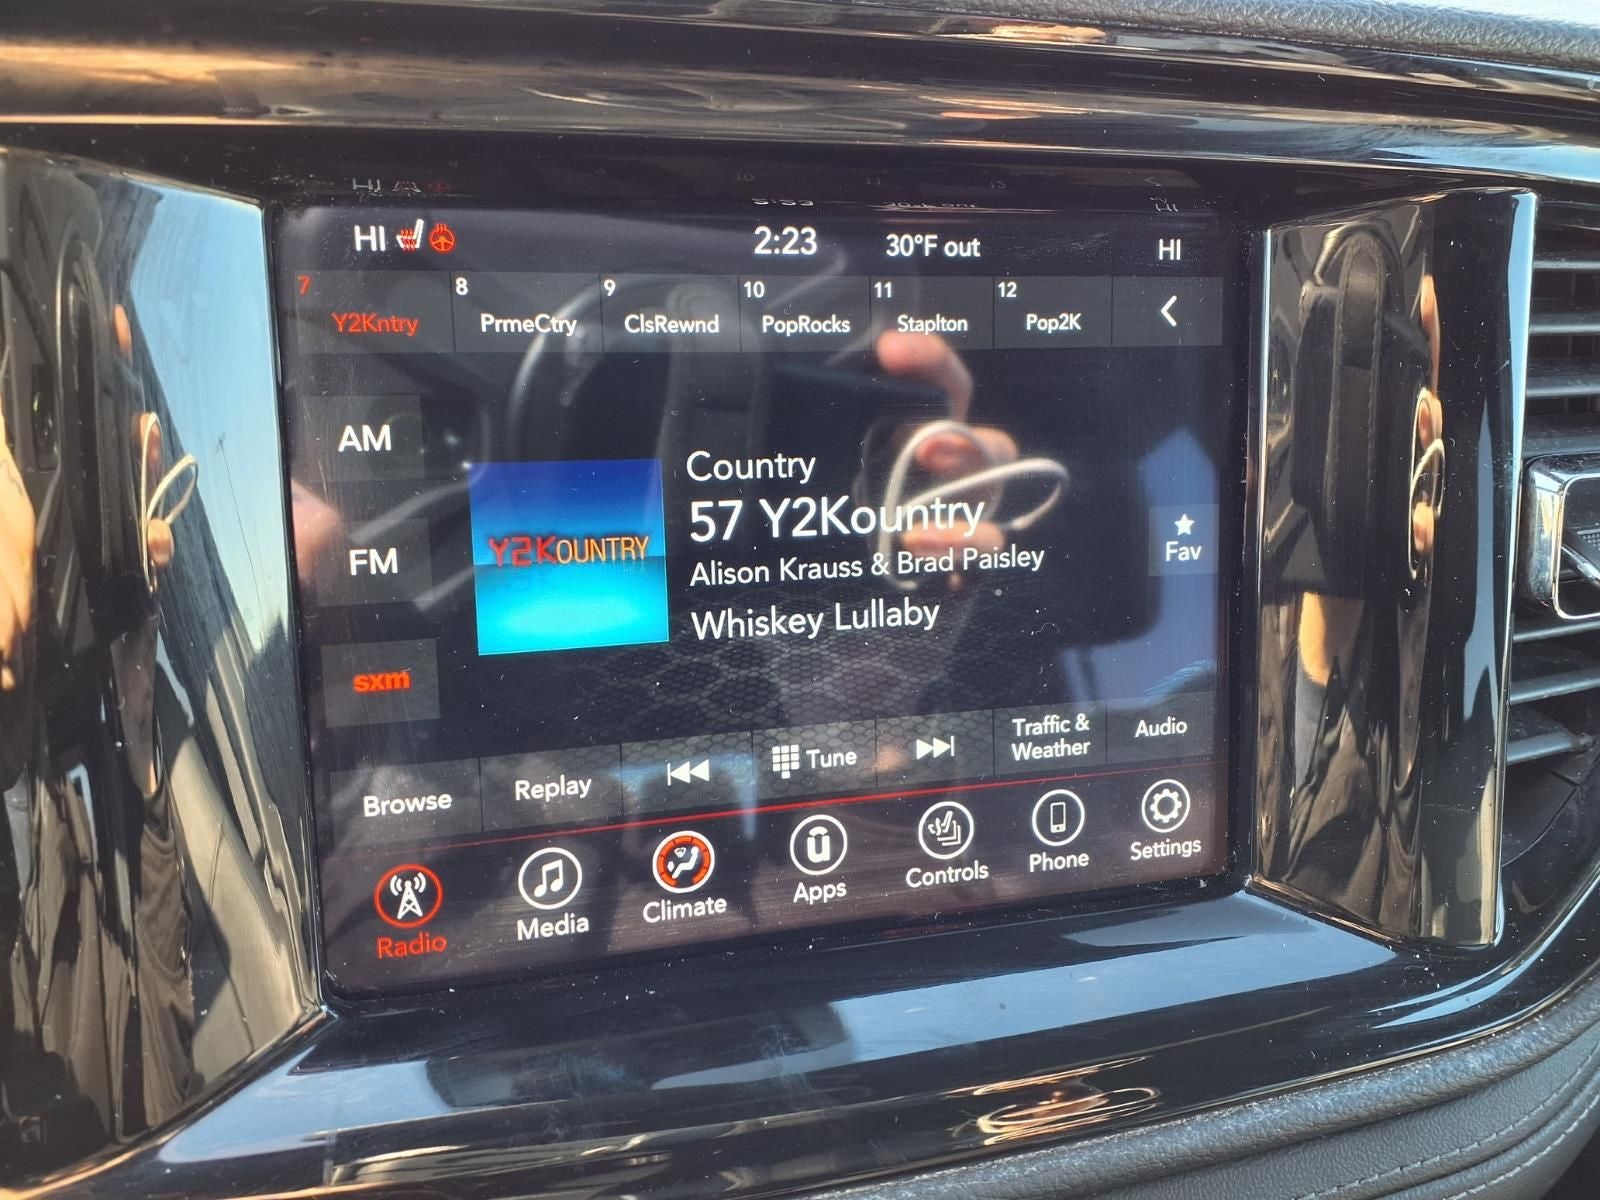 HI 2:23 30°F out HI
7 8 9 10 11 12
Y2Kntry PrmeCtry ClsRewnd PopRocks Staplton Pop2K
AM
FM
sxm
Y2KOUNTRY
Country
57 Y2Kountry
Alison Krauss & Brad Paisley
Whiskey Lullaby
Fav
Browse Replay Tune Traffic & Audio
Weather
Radio Media Climate Apps Controls Phone Settings